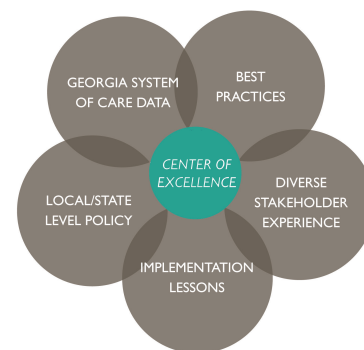 GEORGIA SYSTEM
OF CARE DATA
BEST
PRACTICES
CENTER OF
EXCELLENCE
LOCAL/STATE
LEVEL POLICY
DIVERSE
STAKEHOLDER
EXPERIENCE
IMPLEMENTATION
LESSONS